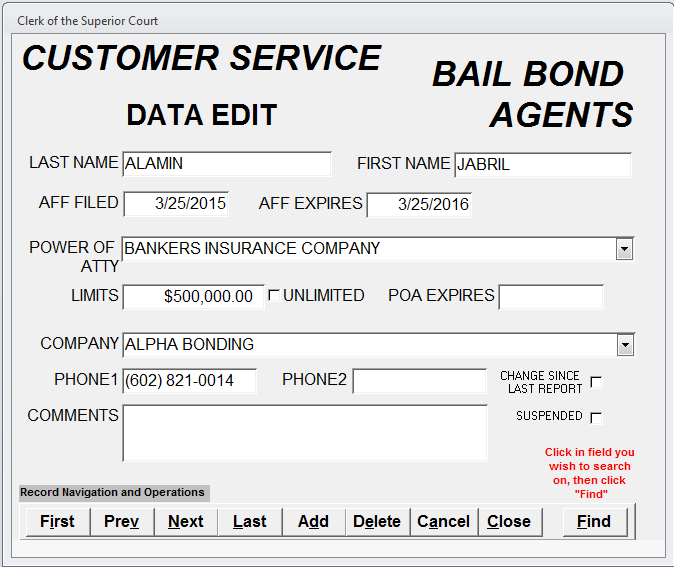 Clerk of the Superior Court
CUSTOMER SERVICE
BAIL BOND
AGENTS
DATA EDIT
LAST NAME ALAMIN FIRST NAME JABRIL
AFF FILED 3/25/2015 AFF EXPIRES 3/25/2016
POWER OF ATTY BANKERS INSURANCE COMPANY
LIMITS $500,000.00 UNLIMITED POA EXPIRES
COMPANY ALPHA BONDING
PHONE1 (602) 821-0014 PHONE2
CHANGE SINCE
LAST REPORT
COMMENTS
SUSPENDED
Click in field you
wish to search
on, then click
"Find"
Record Navigation and Operations
First Prev Next Last Add Delete Cancel Close Find